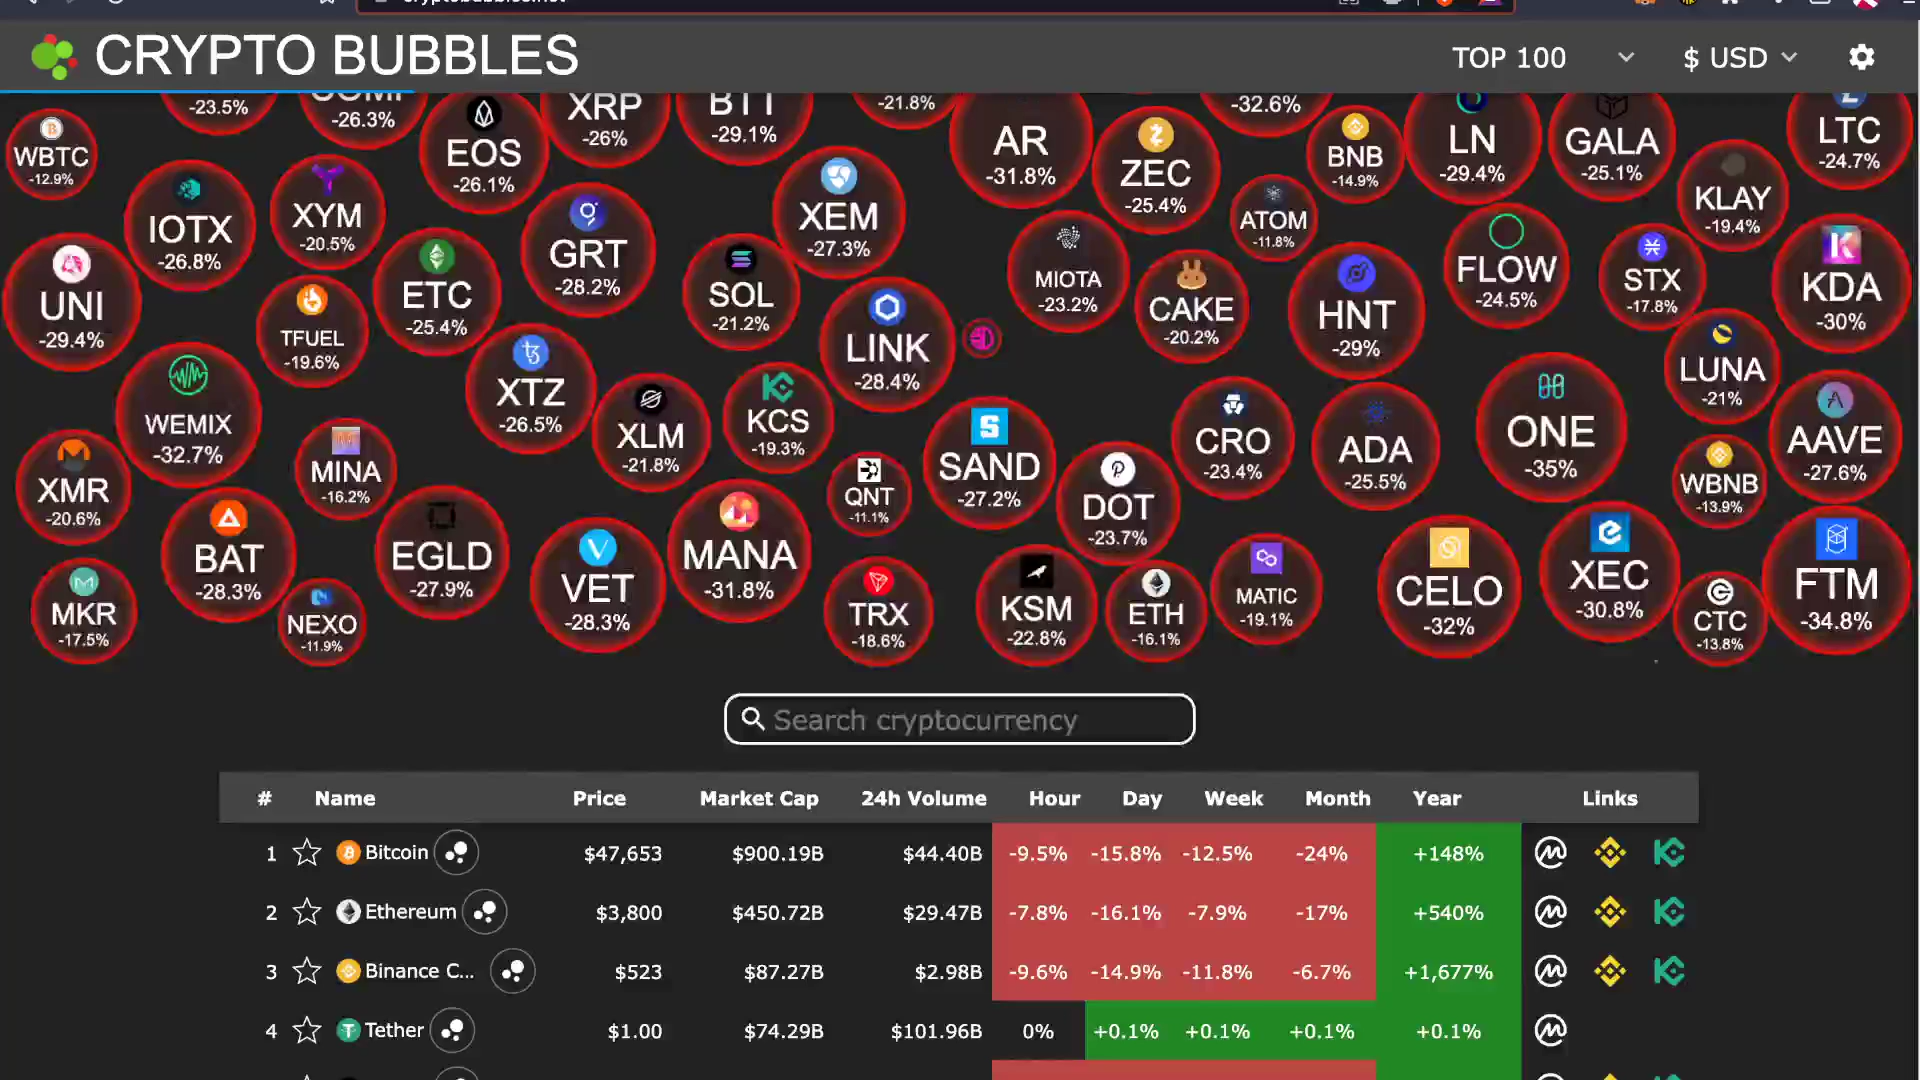 CRYPTO BUBBLES
TOP 100
$ USD
-23.5%
-26.3%
XRP
-26%
BTT
-29.1%
-21.8%
-32.6%
WBTC
-12.9%
EOS
-26.1%
AR
-31.8%
ZEC
-25.4%
BNB
-14.9%
LN
-29.4%
GALA
-25.1%
LTC
-24.7%
IOTX
-26.8%
XYM
-20.5%
XEM
-27.3%
ATOM
-11.8%
KLAY
-19.4%
UNI
-29.4%
TFUEL
-19.6%
ETC
-25.4%
GRT
-28.2%
SOL
-21.2%
LINK
-28.4%
MIOTA
-23.2%
CAKE
-20.2%
HNT
-29%
FLOW
-24.5%
STX
-17.8%
KDA
-30%
WEMIX
-32.7%
XTZ
-26.5%
XLM
-21.8%
KCS
-19.3%
LUNA
-21%
XMR
-20.6%
MINA
-16.2%
QNT
-11.1%
SAND
-27.2%
CRO
-23.4%
ADA
-25.5%
ONE
-35%
WBNB
-13.9%
AAVE
-27.6%
BAT
-28.3%
EGLD
-27.9%
VET
-28.3%
MANA
-31.8%
DOT
-23.7%
CELO
-32%
XEC
-30.8%
FTM
-34.8%
MKR
-17.5%
NEXO
-11.9%
TRX
-18.6%
KSM
-22.8%
ETH
-16.1%
MATIC
-19.1%
CTC
-13.8%
Search cryptocurrency
# Name Price Market Cap 24h Volume Hour Day Week Month Year Links
1 Bitcoin $47,653 $900.19B $44.40B -9.5% -15.8% -12.5% -24% +148%
2 Ethereum $3,800 $450.72B $29.47B -7.8% -16.1% -7.9% -17% +540%
3 Binance C... $523 $87.27B $2.98B -9.6% -14.9% -11.8% -6.7% +1,677%
4 Tether $1.00 $74.29B $101.96B 0% +0.1% +0.1% +0.1% +0.1%